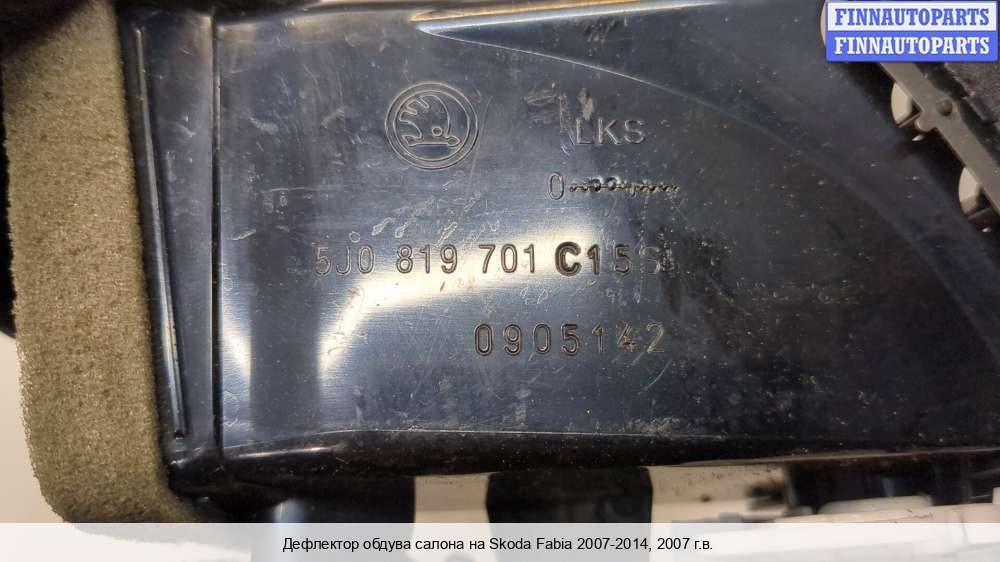 FINNAUTOPARTS
FINNAUTOPARTS
LKS
5J0 819 701 C15S
0905142
Дефлектор обдува салона на Skoda Fabia 2007-2014, 2007 г.в.